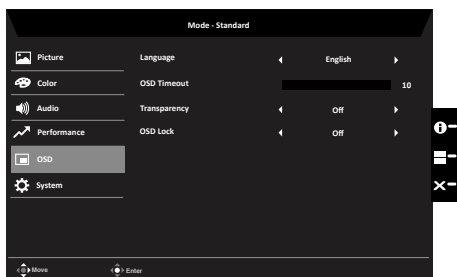 Mode - Standard
Picture
Language
English
Color
OSD Timeout
10
Audio
Transparency
Off
Performance
OSD Lock
Off
OSD
System
Move
Enter